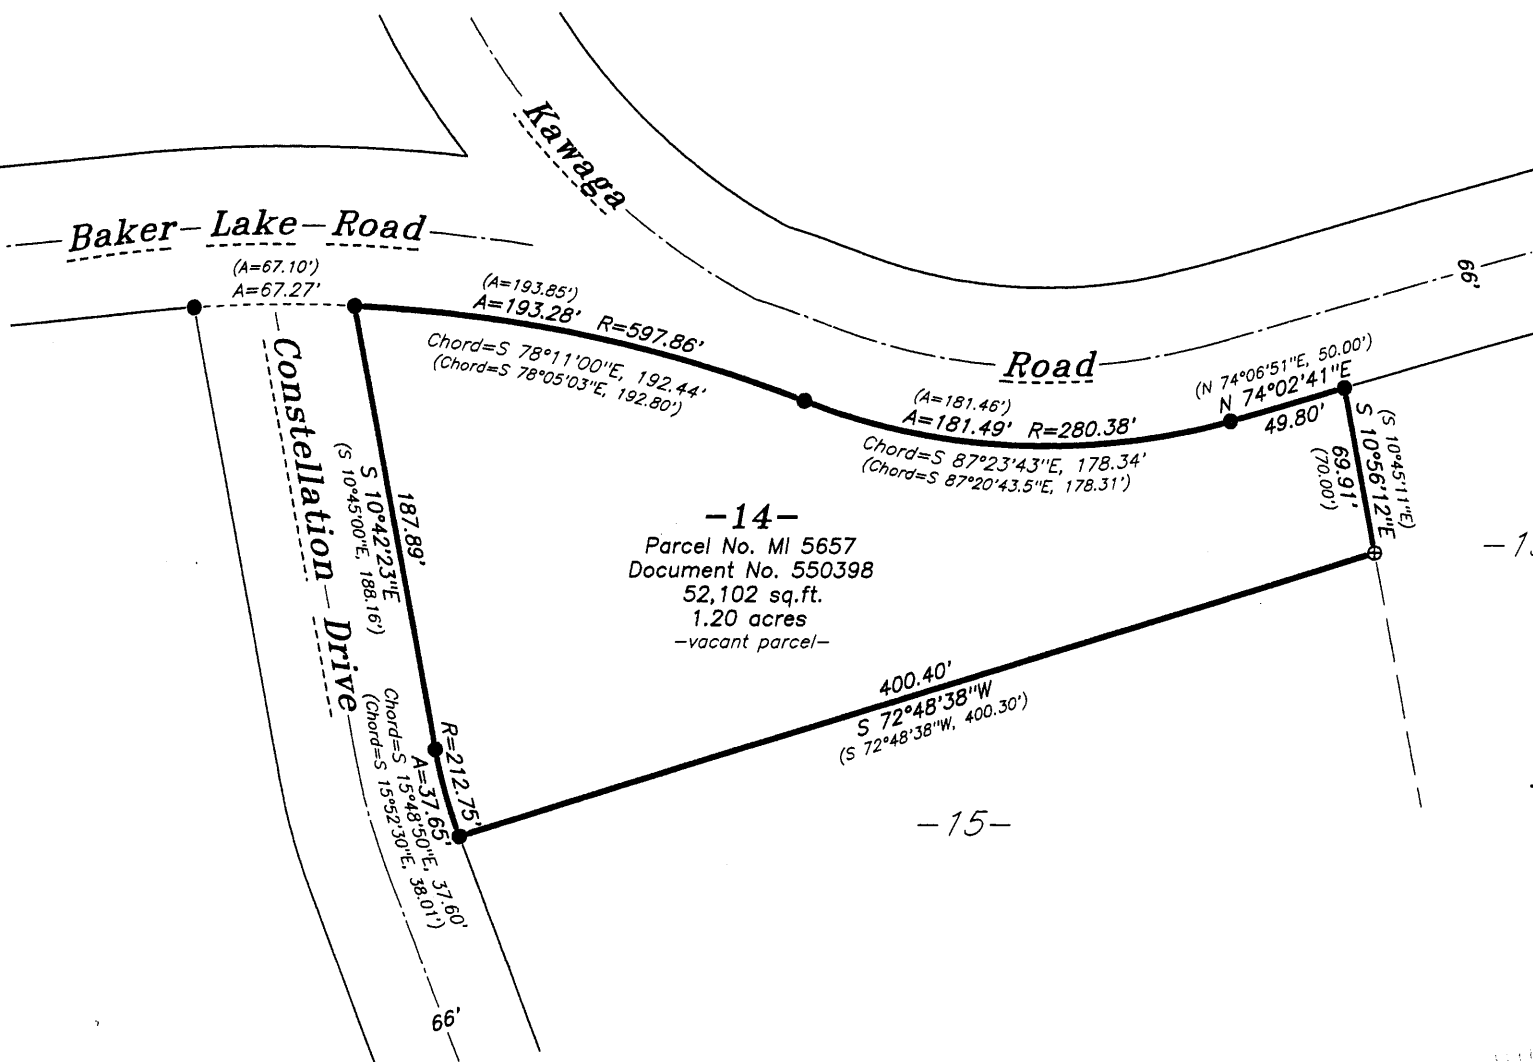 Kawaga
Baker Lake Road
(A=67.10')
A=67.27'
(A=193.85')
A=193.28' R=597.86'
Chord=S 78°11'00"E, 192.44'
(Chord=S 78°05'03"E, 192.80')
66'
Road
(A=181.46')
A=181.49' R=280.38'
Chord=S 87°23'43"E, 178.34'
(Chord=S 87°20'43.5"E, 178.31')
(N 74°06'51"E, 50.00')
N 74°02'41"E
49.80'
(S 10°45'11"E)
S 10°56'12"E
69.91'
(70.00')
Constellation Drive
187.89'
S 10°42'23"E
(S 10°45'00"E, 188.16')
-14-
Parcel No. MI 5657
Document No. 550398
52,102 sq.ft.
1.20 acres
-vacant parcel-
400.40'
S 72°48'38"W
(S 72°48'38"W, 400.30')
R=212.75'
A=37.65'
Chord=S 15°48'50"E, 37.60'
(Chord=S 15°52'30"E, 38.01')
-15-
66'